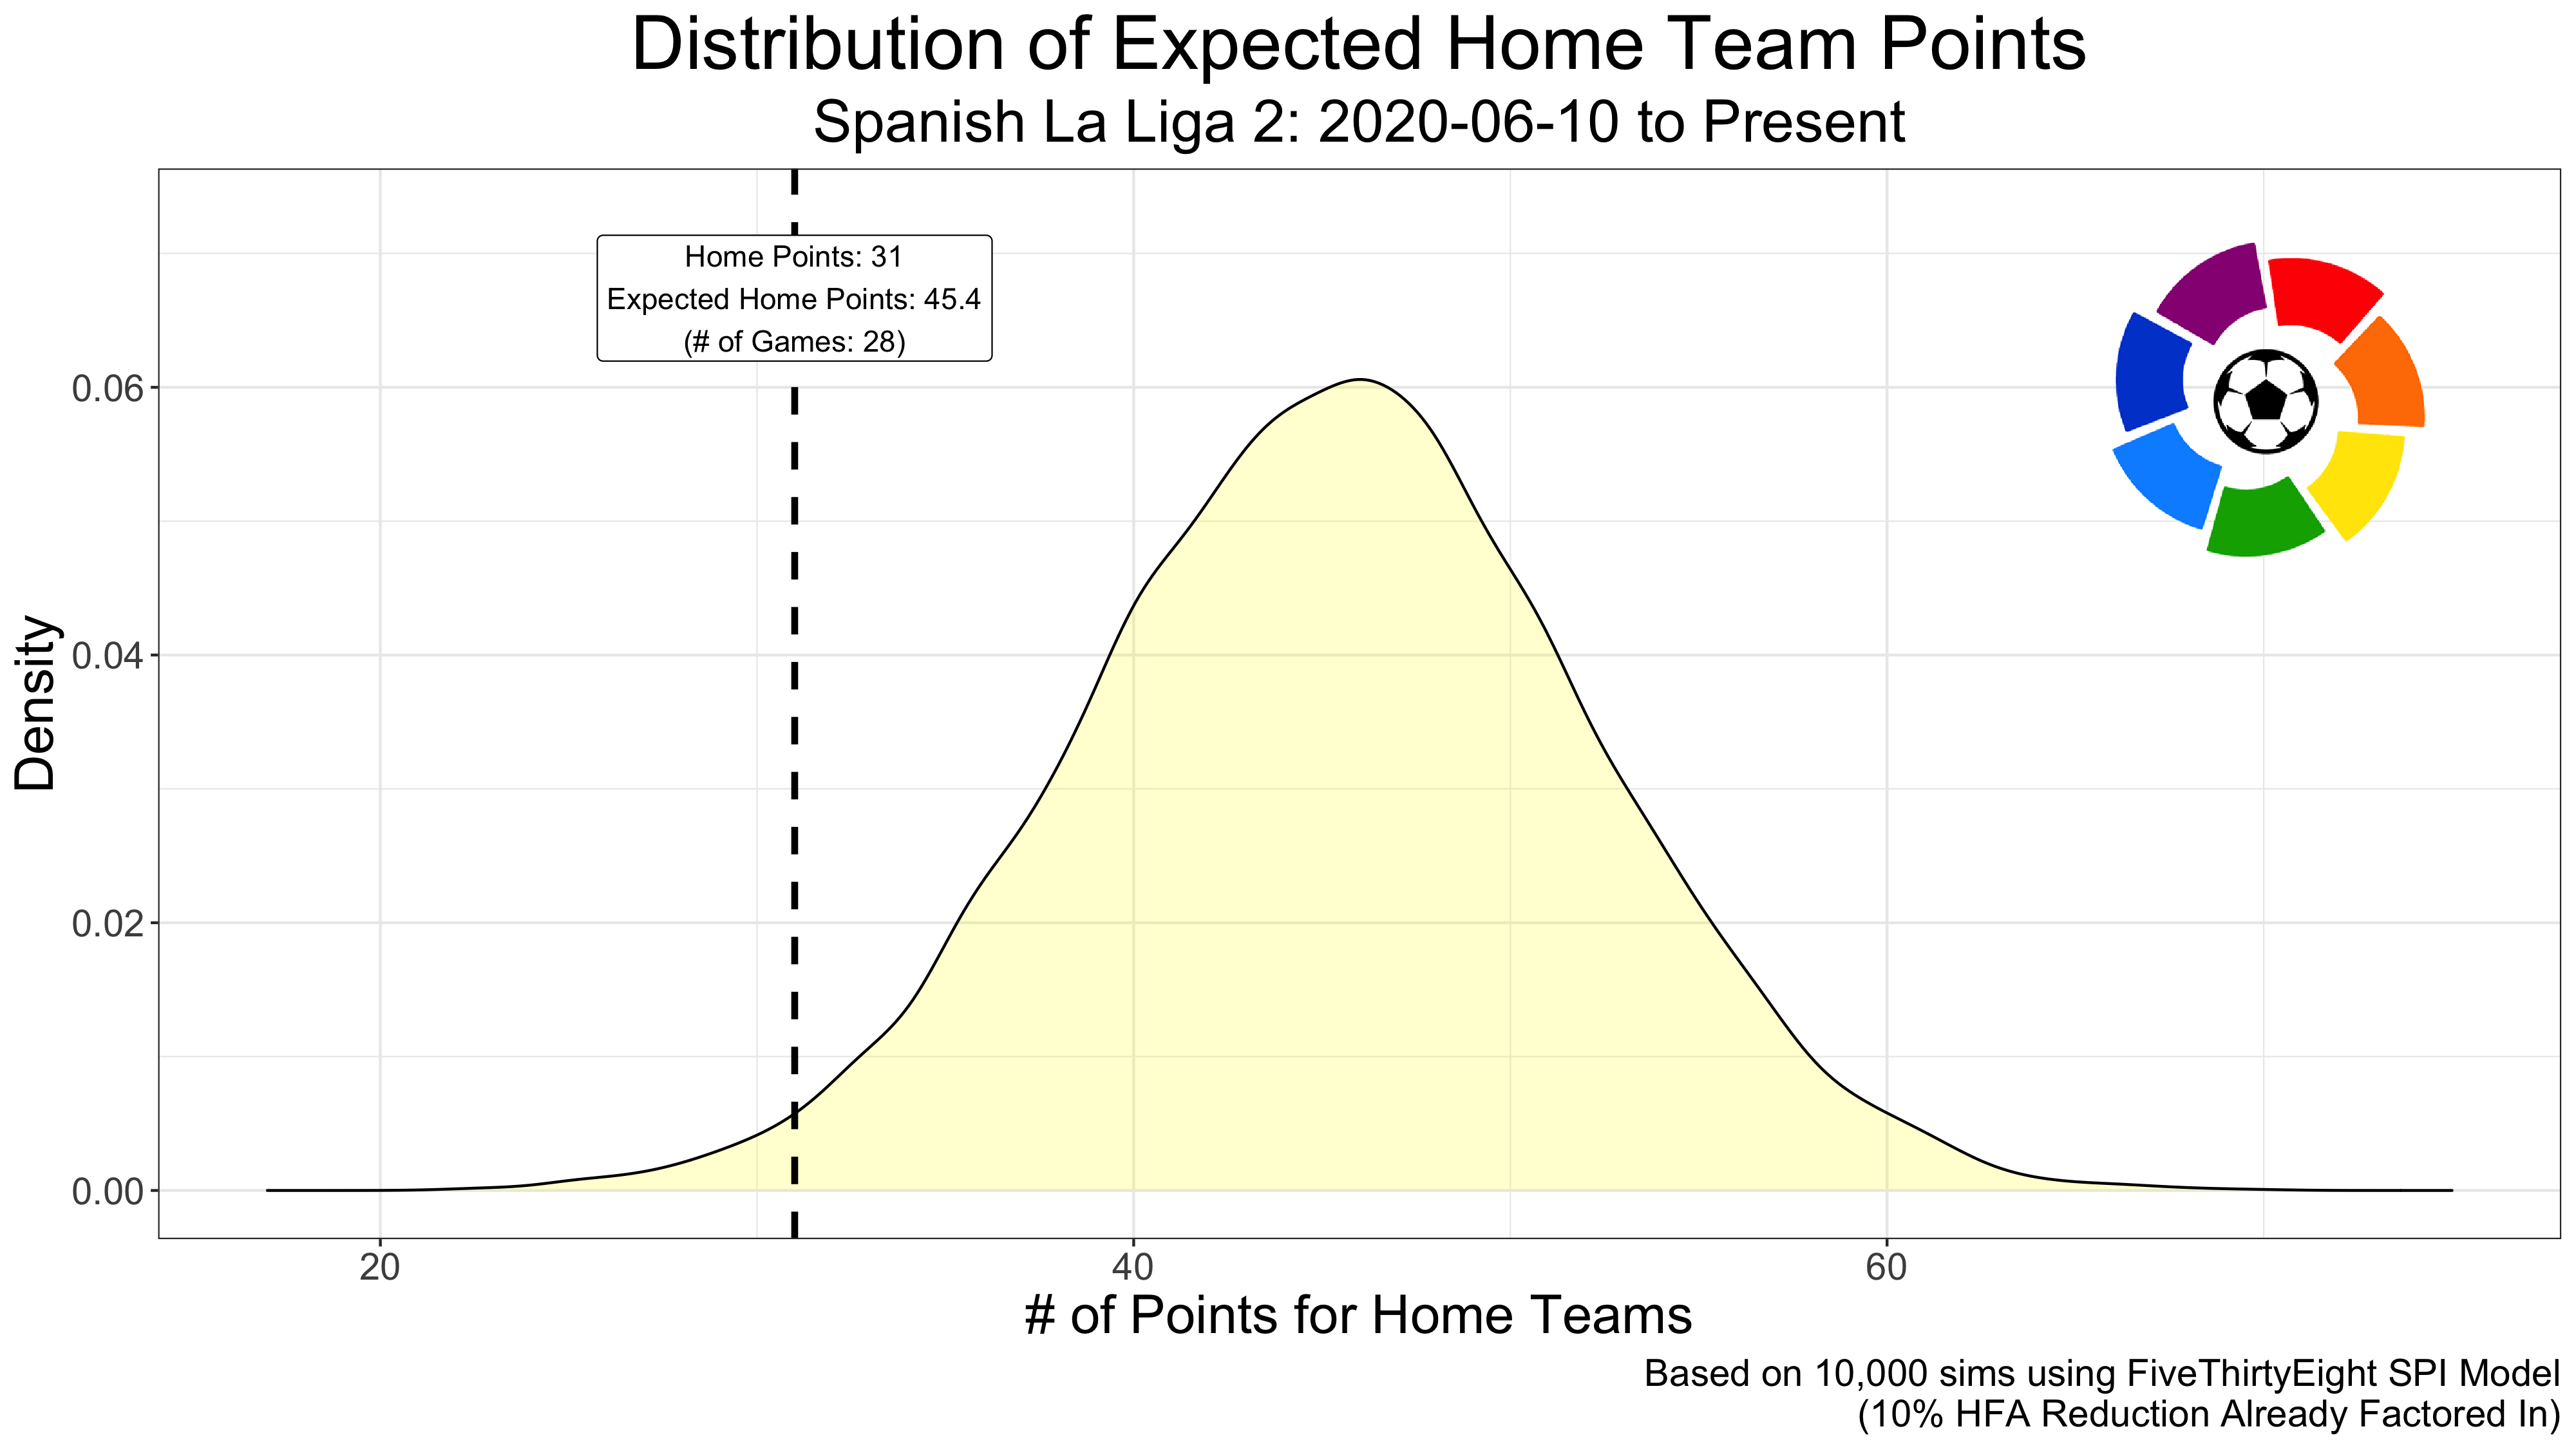 Distribution of Expected Home Team Points
Spanish La Liga 2: 2020-06-10 to Present
Home Points: 31
Expected Home Points: 45.4
(# of Games: 28)
Density
0.06
0.04
0.02
0.00
20
40
60
# of Points for Home Teams
Based on 10,000 sims using FiveThirtyEight SPI Model
(10% HFA Reduction Already Factored In)